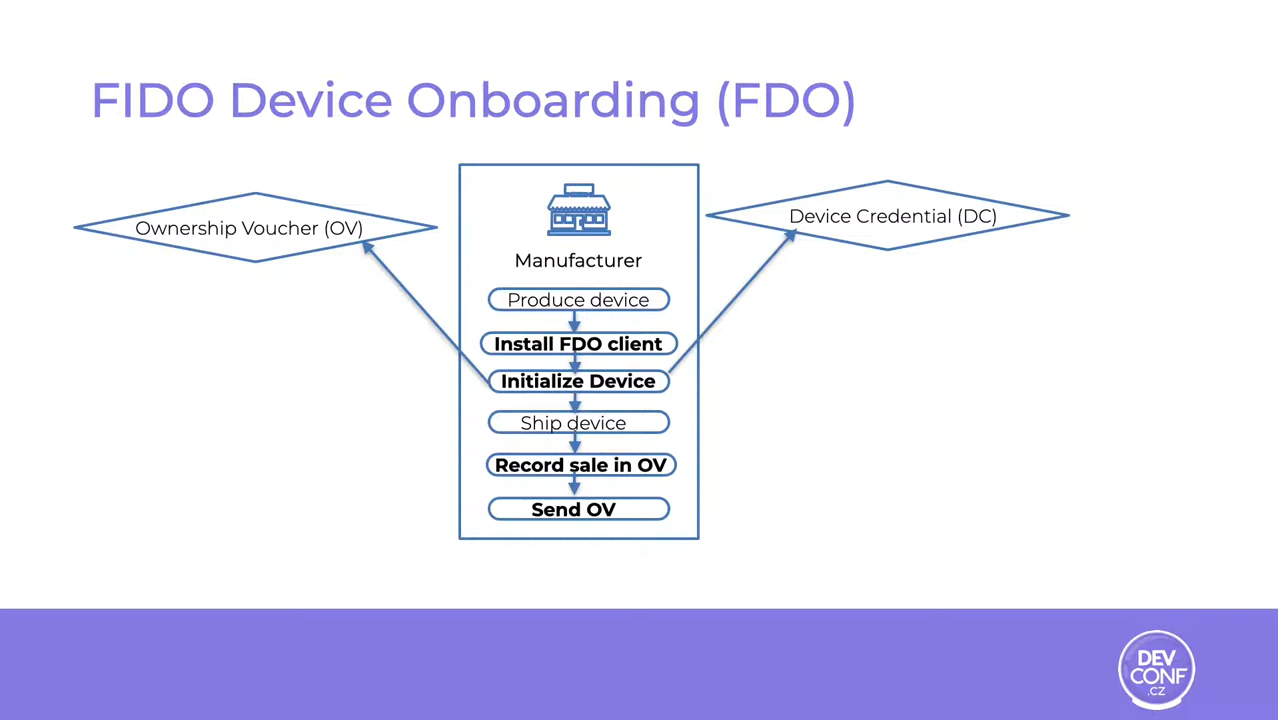 FIDO Device Onboarding (FDO)
Ownership Voucher (OV)
Device Credential (DC)
Manufacturer
Produce device
Install FDO client
Initialize Device
Ship device
Record sale in OV
Send OV
DEV
CONF
.CZ